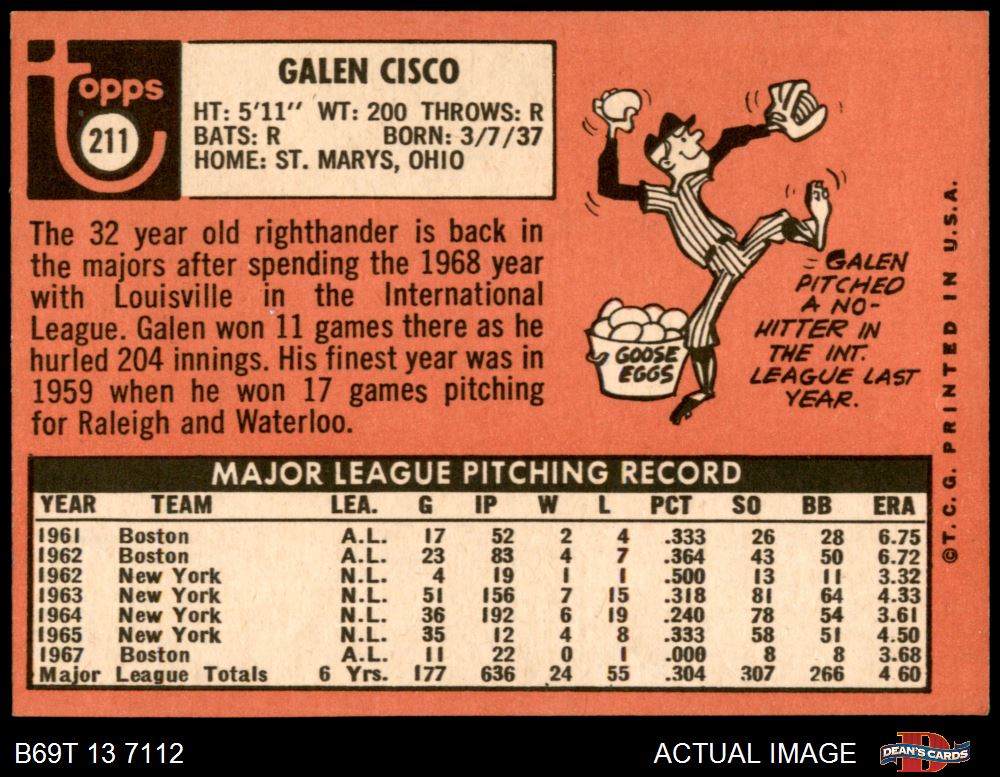 topps
211
GALEN CISCO
HT: 5'11" WT: 200 THROWS: R
BATS: R BORN: 3/7/37
HOME: ST. MARYS, OHIO
The 32 year old righthander is back in
the majors after spending the 1968 year
with Louisville in the International
League. Galen won 11 games there as he
hurled 204 innings. His finest year was in
1959 when he won 17 games pitching
for Raleigh and Waterloo.
GOOSE
EGGS
GALEN
PITCHED
A NO-
HITTER IN
THE INT.
LEAGUE LAST
YEAR.
©T.C.G. PRINTED IN U.S.A.
MAJOR LEAGUE PITCHING RECORD
YEAR TEAM LEA. G IP W L PCT SO BB ERA
1961 Boston A.L. 17 52 2 4 .333 26 28 6.75
1962 Boston A.L. 23 83 4 7 .364 43 50 6.72
1962 New York N.L. 4 19 1 1 .500 13 11 3.32
1963 New York N.L. 51 156 7 15 .318 81 64 4.33
1964 New York N.L. 36 192 6 19 .240 78 54 3.61
1965 New York N.L. 35 12 4 8 .333 58 51 4.50
1967 Boston A.L. 11 22 0 1 .000 8 8 3.68
Major League Totals 6 Yrs. 177 636 24 55 .304 307 266 4 60
B69T 13 7112
ACTUAL IMAGE
DEAN'S CARDS